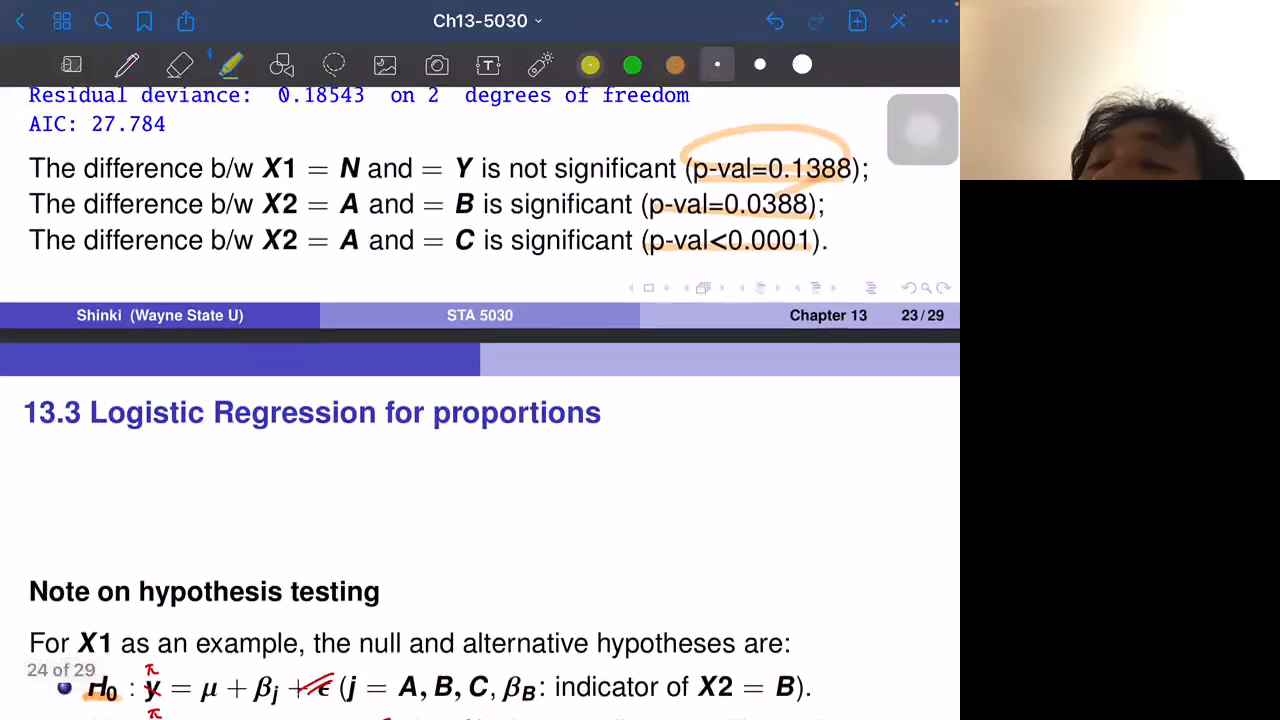 Ch13-5030
Residual deviance: 0.18543 on 2 degrees of freedom
AIC: 27.784
The difference b/w X1 = N and = Y is not significant (p-val=0.1388);
The difference b/w X2 = A and = B is significant (p-val=0.0388);
The difference b/w X2 = A and = C is significant (p-val<0.0001).
Shinki (Wayne State U) STA 5030 Chapter 13 23/29
13.3 Logistic Regression for proportions
Note on hypothesis testing
For X1 as an example, the null and alternative hypotheses are:
24 of 29
π
H₀ : y = μ + βⱼ + ϵ (j = A, B, C, β_B: indicator of X2 = B).
π